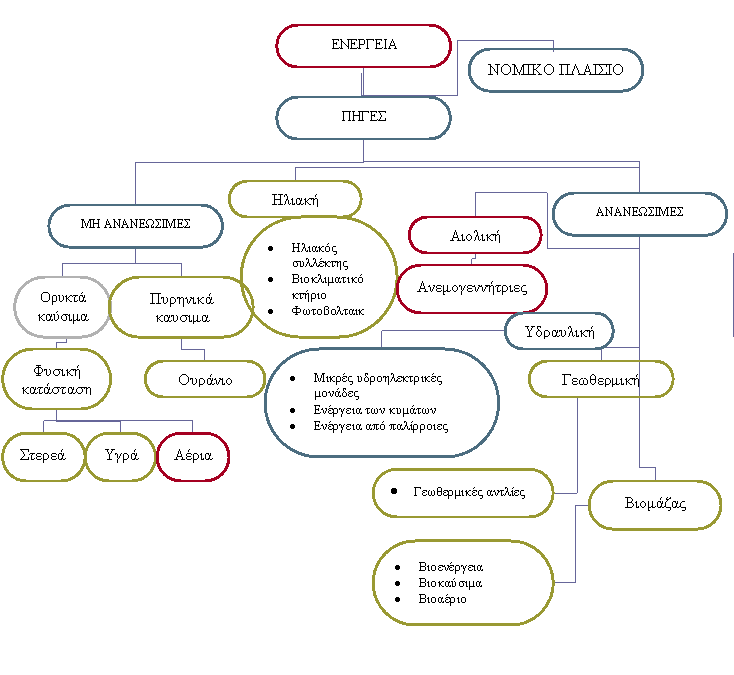 ΕΝΕΡΓΕΙΑ
ΝΟΜΙΚΟ ΠΛΑΙΣΙΟ
ΠΗΓΕΣ
ΜΗ ΑΝΑΝΕΩΣΙΜΕΣ
Ηλιακή
ΑΝΑΝΕΩΣΙΜΕΣ
• Ηλιακός
συλλέκτης
• Βιοκλιματικό
κτήριο
• Φωτοβολταικ
Αιολική
Ανεμογεννήτριες
Ορυκτά
καύσιμα
Πυρηνικά
καυσιμα
Υδραυλική
Φυσική
κατάσταση
Ουράνιο
• Μικρές υδροηλεκτρικές
μονάδες
• Ενέργεια των κυμάτων
• Ενέργεια από παλίρροιες
Γεωθερμική
Στερεά
Υγρά
Αέρια
• Γεωθερμικές αντλίες
Βιομάζας
• Βιοενέργεια
• Βιοκαύσιμα
• Βιοαέριο